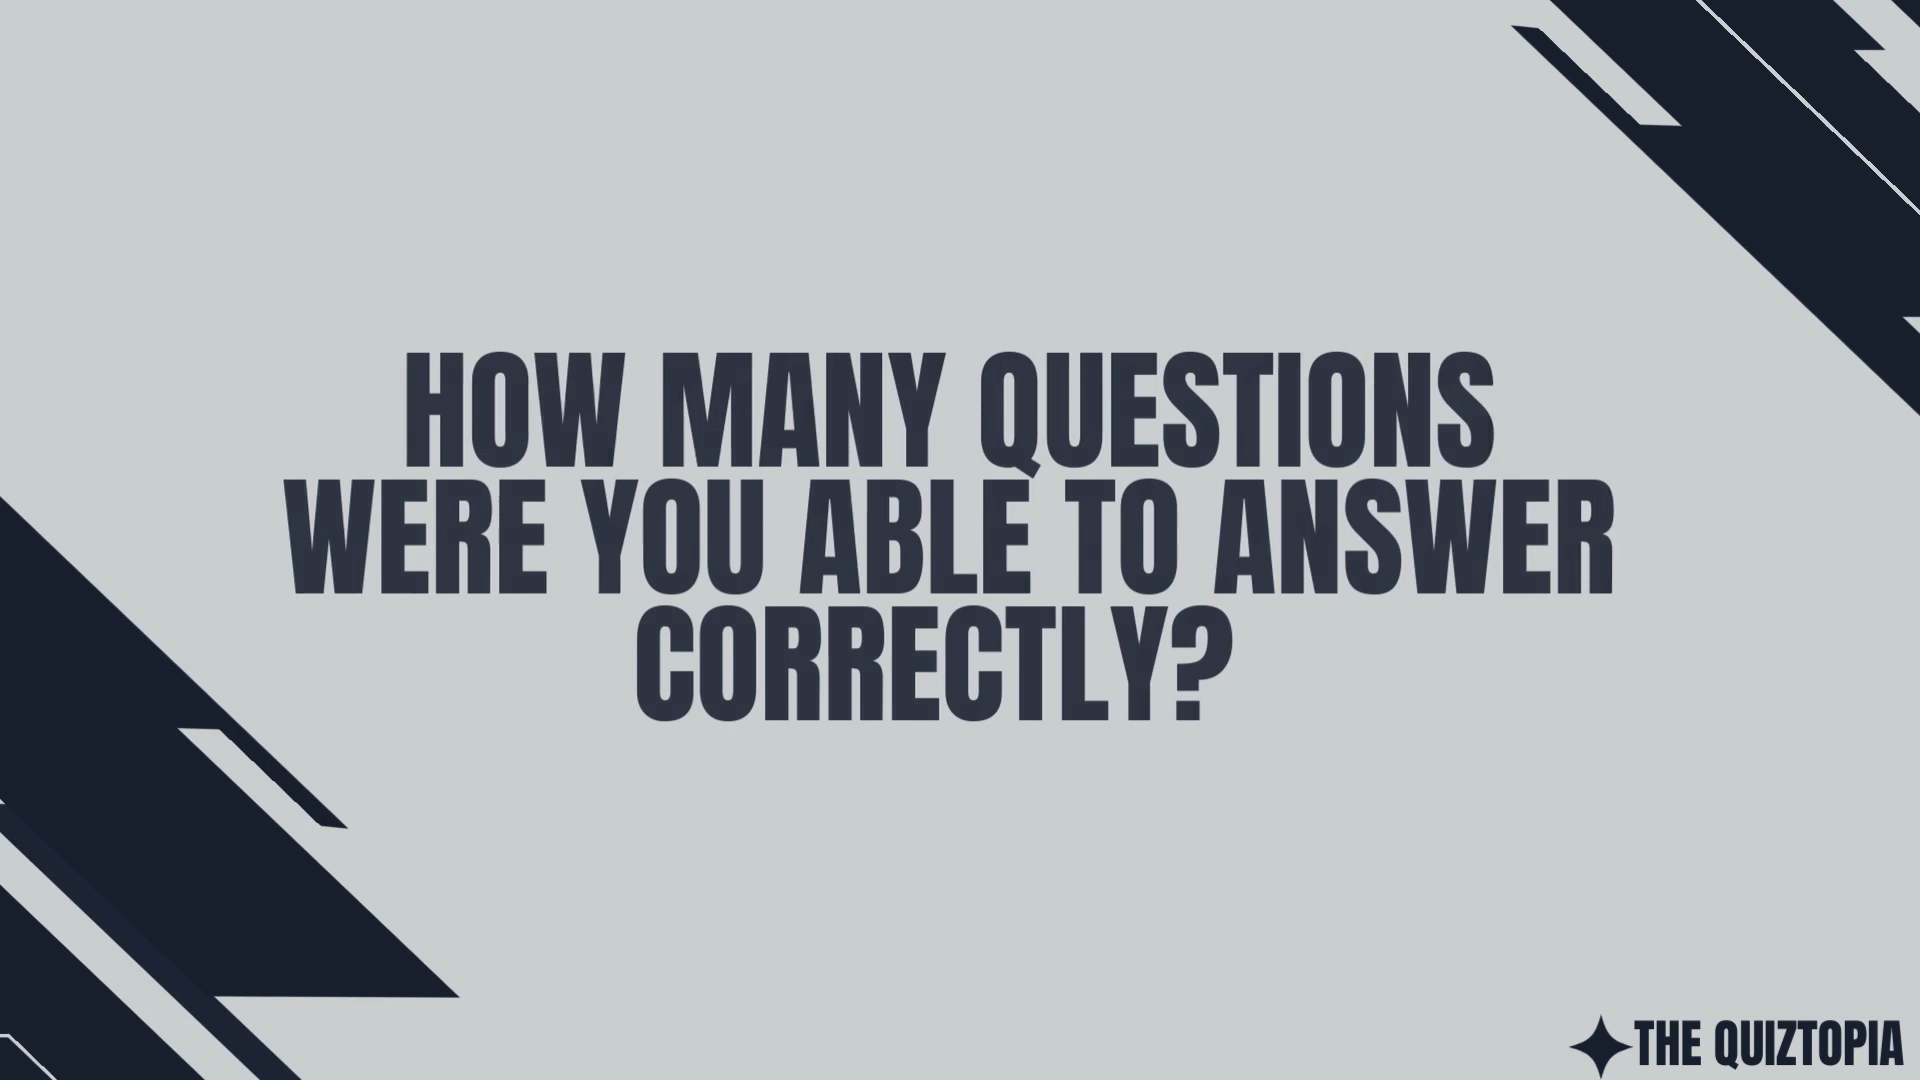 HOW MANY QUESTIONS
WERE YOU ABLE TO ANSWER
CORRECTLY?
THE QUIZTOPIA